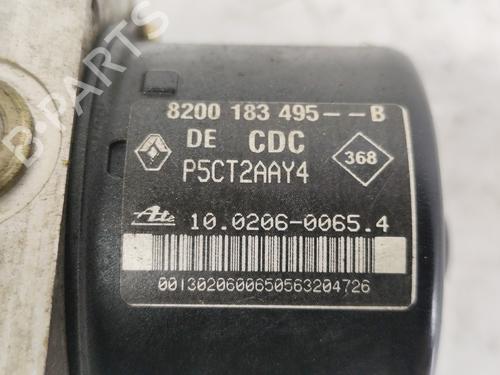 8200 183 495--B
DE CDC
368
P5CT2AAY4
Ate 10.0206-0065.4
0013020600650563204726
B-PARTS